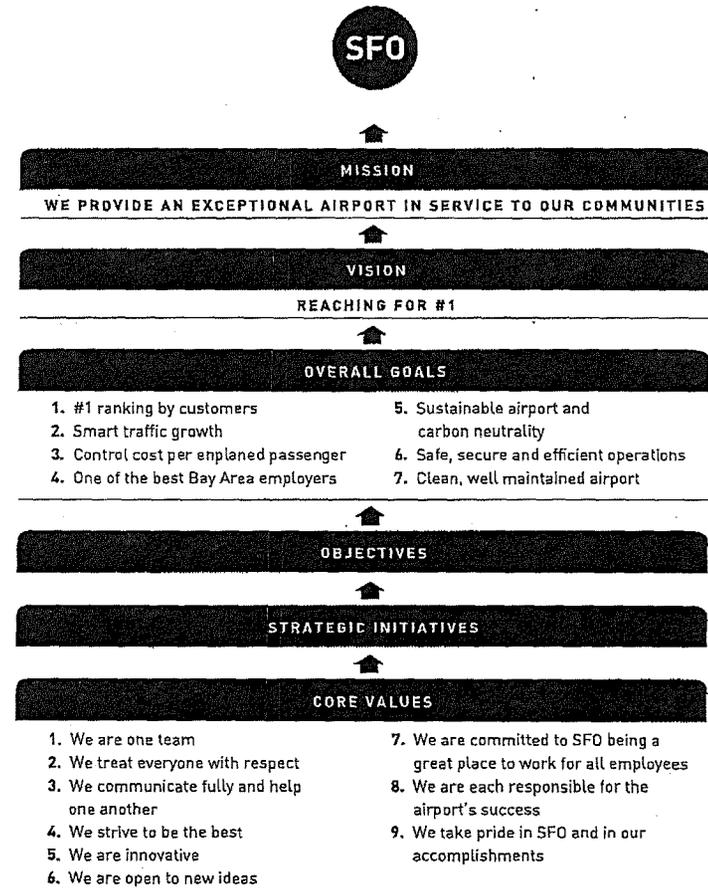 SFO
MISSION
WE PROVIDE AN EXCEPTIONAL AIRPORT IN SERVICE TO OUR COMMUNITIES
VISION
REACHING FOR #1
OVERALL GOALS
1. #1 ranking by customers
2. Smart traffic growth
3. Control cost per enplaned passenger
4. One of the best Bay Area employers
5. Sustainable airport and
carbon neutrality
6. Safe, secure and efficient operations
7. Clean, well maintained airport
OBJECTIVES
STRATEGIC INITIATIVES
CORE VALUES
1. We are one team
2. We treat everyone with respect
3. We communicate fully and help
one another
4. We strive to be the best
5. We are innovative
6. We are open to new ideas
7. We are committed to SFO being a
great place to work for all employees
8. We are each responsible for the
airport's success
9. We take pride in SFO and in our
accomplishments